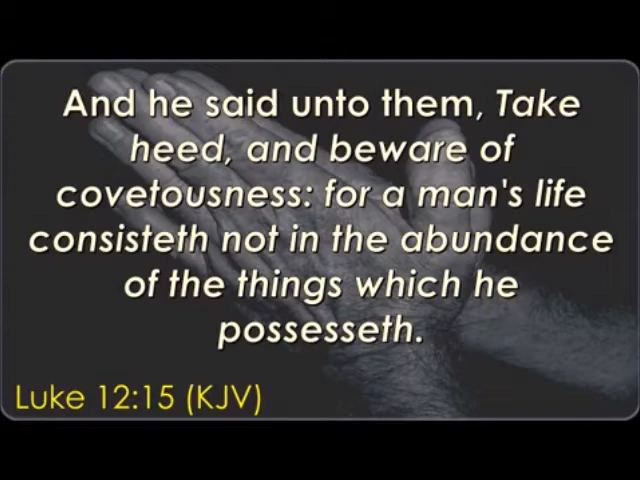 And he said unto them, Take
heed, and beware of
covetousness: for a man's life
consisteth not in the abundance
of the things which he
possesseth.
Luke 12:15 (KJV)